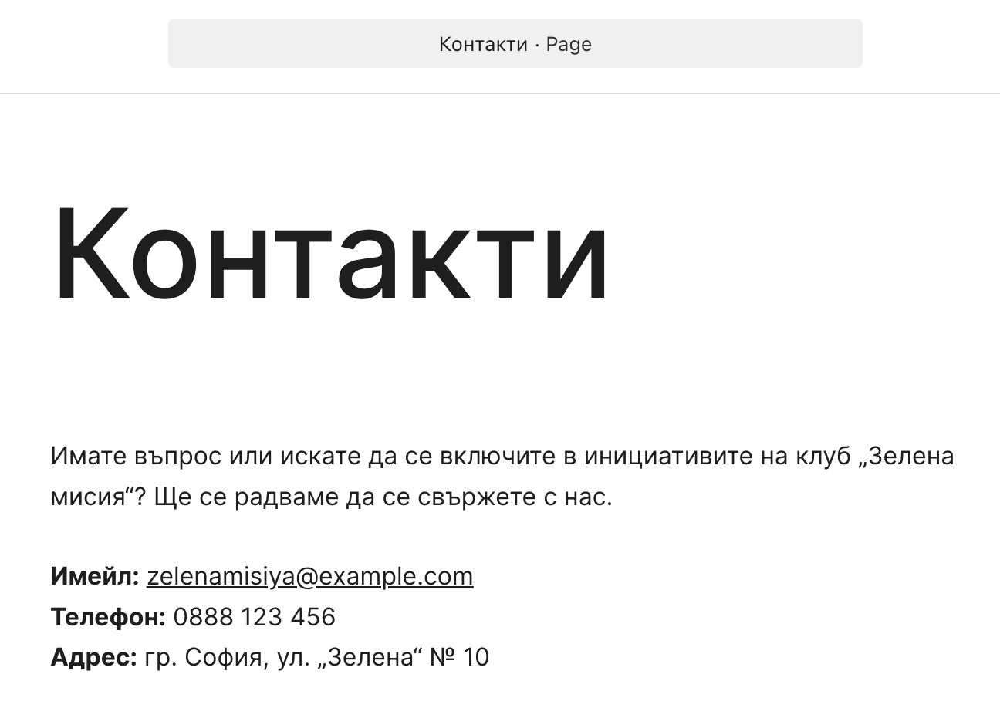 Контакти · Page
Контакти
Имате въпрос или искате да се включите в инициативите на клуб „Зелена
мисия“? Ще се радваме да се свържете с нас.
Имейл: zelenamisiya@example.com
Телефон: 0888 123 456
Адрес: гр. София, ул. „Зелена“ № 10